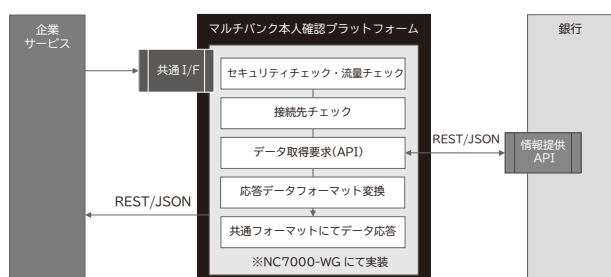 企業
サービス
マルチバンク本人確認プラットフォーム
銀行
共通 I/F
セキュリティチェック・流量チェック
接続先チェック
データ取得要求(API)
REST/JSON
情報提供
API
応答データフォーマット変換
REST/JSON
共通フォーマットにてデータ応答
※NC7000-WG にて実装